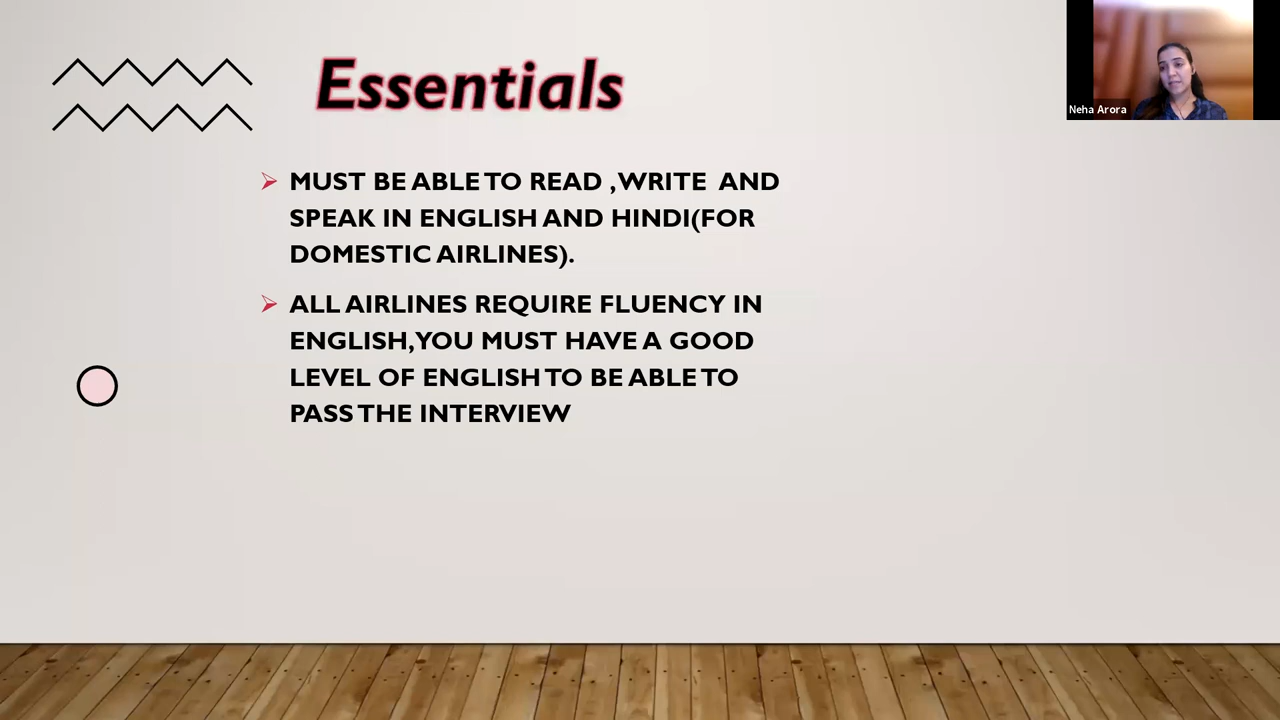 Essentials
Neha Arora
MUST BE ABLE TO READ ,WRITE AND
SPEAK IN ENGLISH AND HINDI(FOR
DOMESTIC AIRLINES).
ALL AIRLINES REQUIRE FLUENCY IN
ENGLISH,YOU MUST HAVE A GOOD
LEVEL OF ENGLISH TO BE ABLE TO
PASS THE INTERVIEW